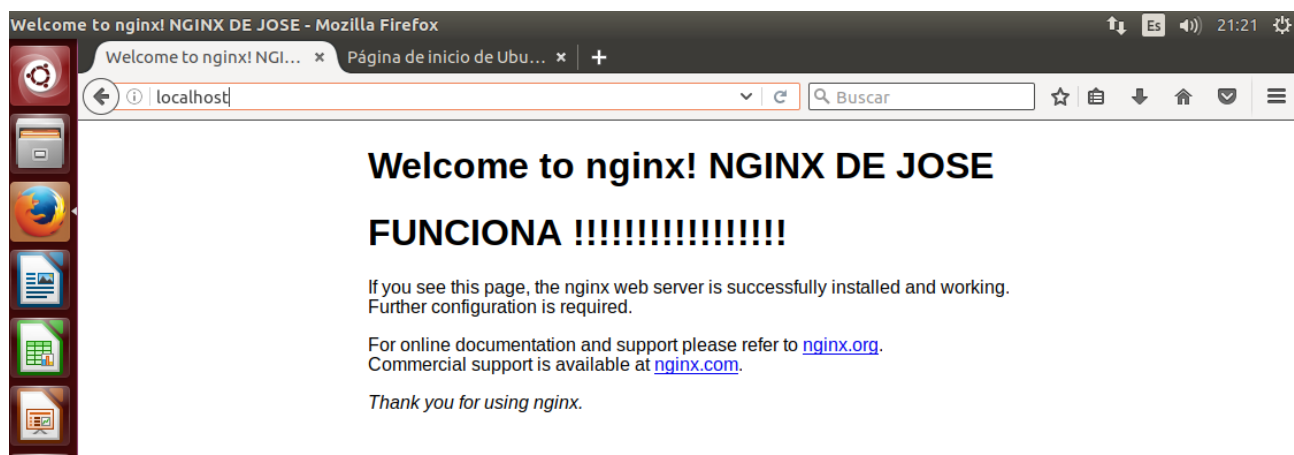 Welcome to nginx! NGINX DE JOSE - Mozilla Firefox
Es 21:21
Welcome to nginx! NGI... Página de inicio de Ubu...
localhost Buscar
Welcome to nginx! NGINX DE JOSE
FUNCIONA !!!!!!!!!!!!!!!!!
If you see this page, the nginx web server is successfully installed and working.
Further configuration is required.
For online documentation and support please refer to nginx.org.
Commercial support is available at nginx.com.
Thank you for using nginx.